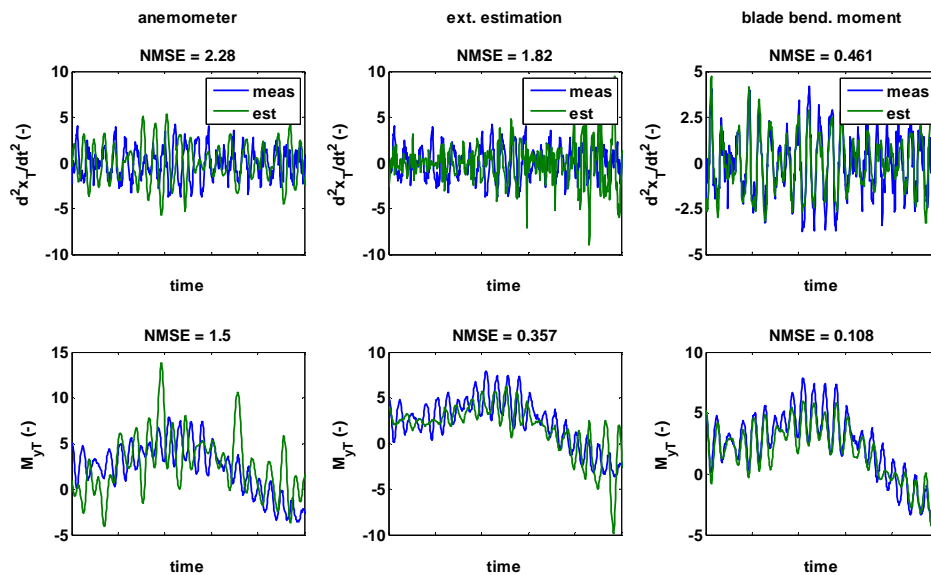 anemometer
ext. estimation
blade bend. moment
NMSE = 2.28
NMSE = 1.82
NMSE = 0.461
10
5
0
-5
-10
d²x_T/dt² (-)
meas
est
time
10
5
0
-5
-10
d²x_T/dt² (-)
meas
est
time
5
2.5
0
-2.5
-5
d²x_T/dt² (-)
meas
est
time
NMSE = 1.5
NMSE = 0.357
NMSE = 0.108
15
10
5
0
-5
M_yT (-)
time
10
5
0
-5
-10
M_yT (-)
time
10
5
0
-5
M_yT (-)
time